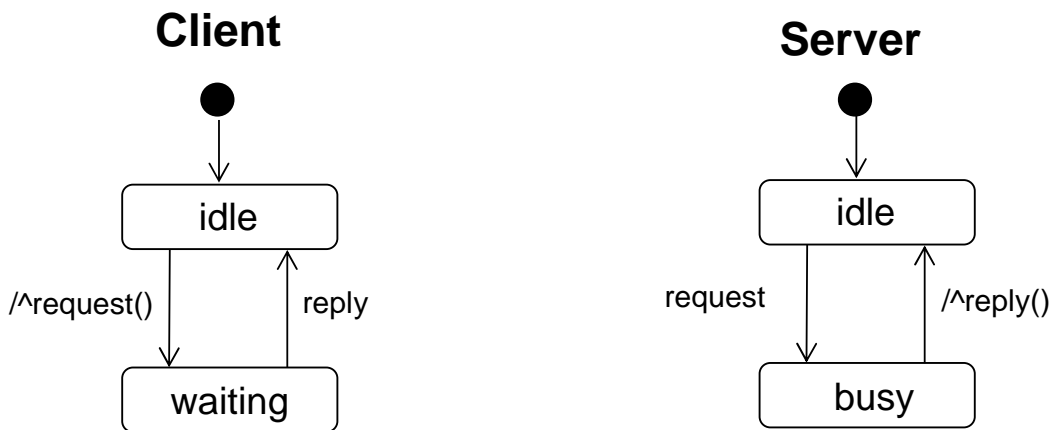 Client
idle
/^request()
reply
waiting
Server
idle
request
/^reply()
busy